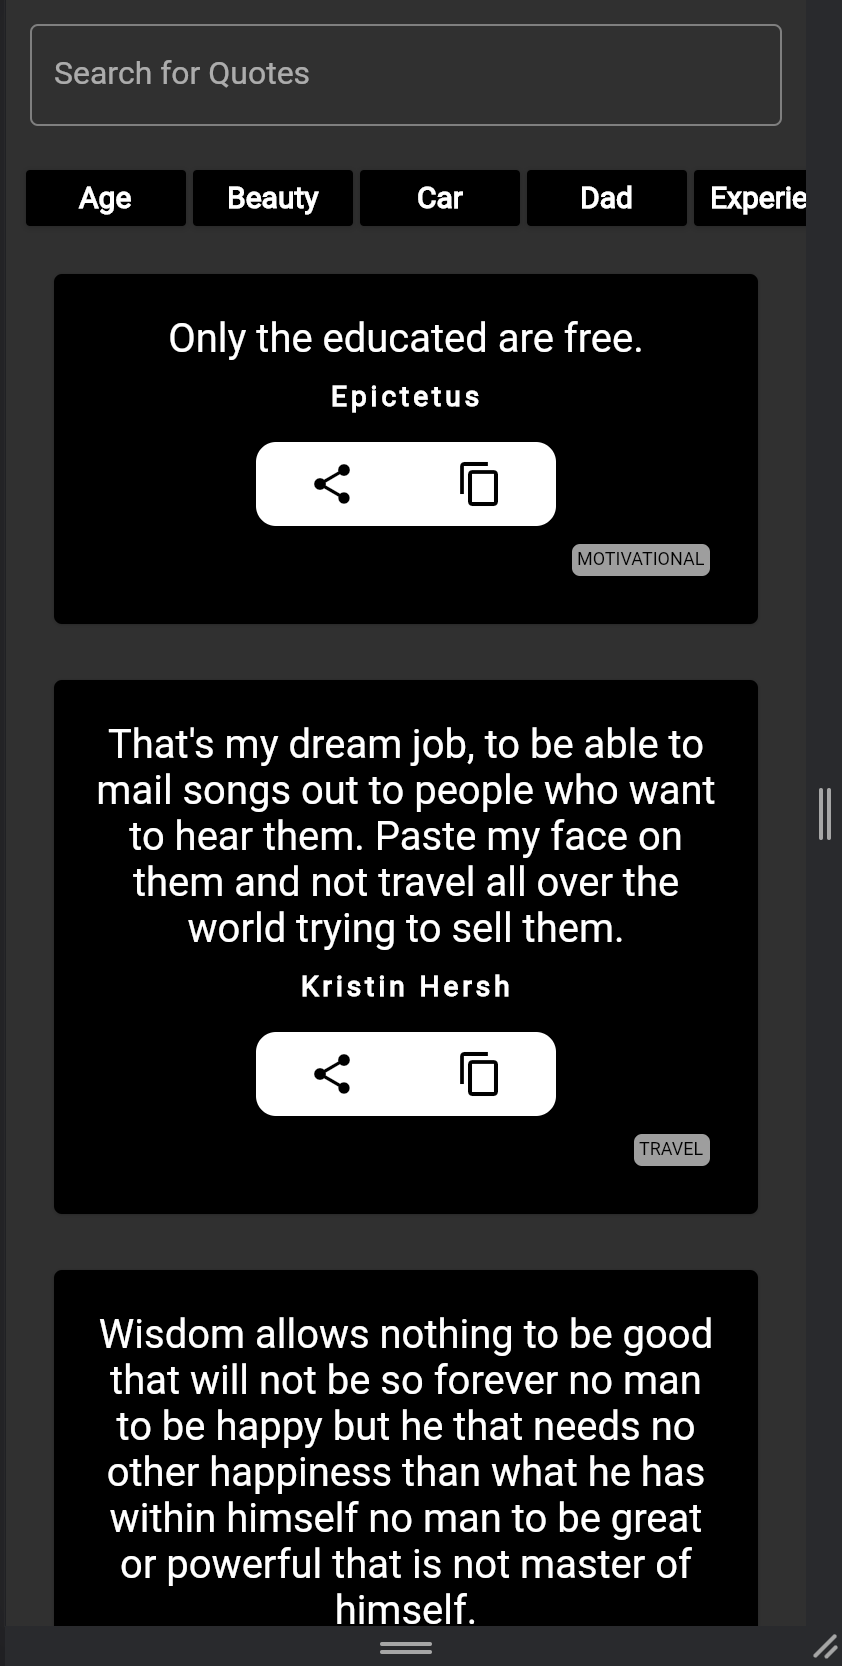 Search for Quotes
Age Beauty Car Dad Experie
Only the educated are free.
Epictetus
MOTIVATIONAL
That's my dream job, to be able to
mail songs out to people who want
to hear them. Paste my face on
them and not travel all over the
world trying to sell them.
Kristin Hersh
TRAVEL
Wisdom allows nothing to be good
that will not be so forever no man
to be happy but he that needs no
other happiness than what he has
within himself no man to be great
or powerful that is not master of
himself.